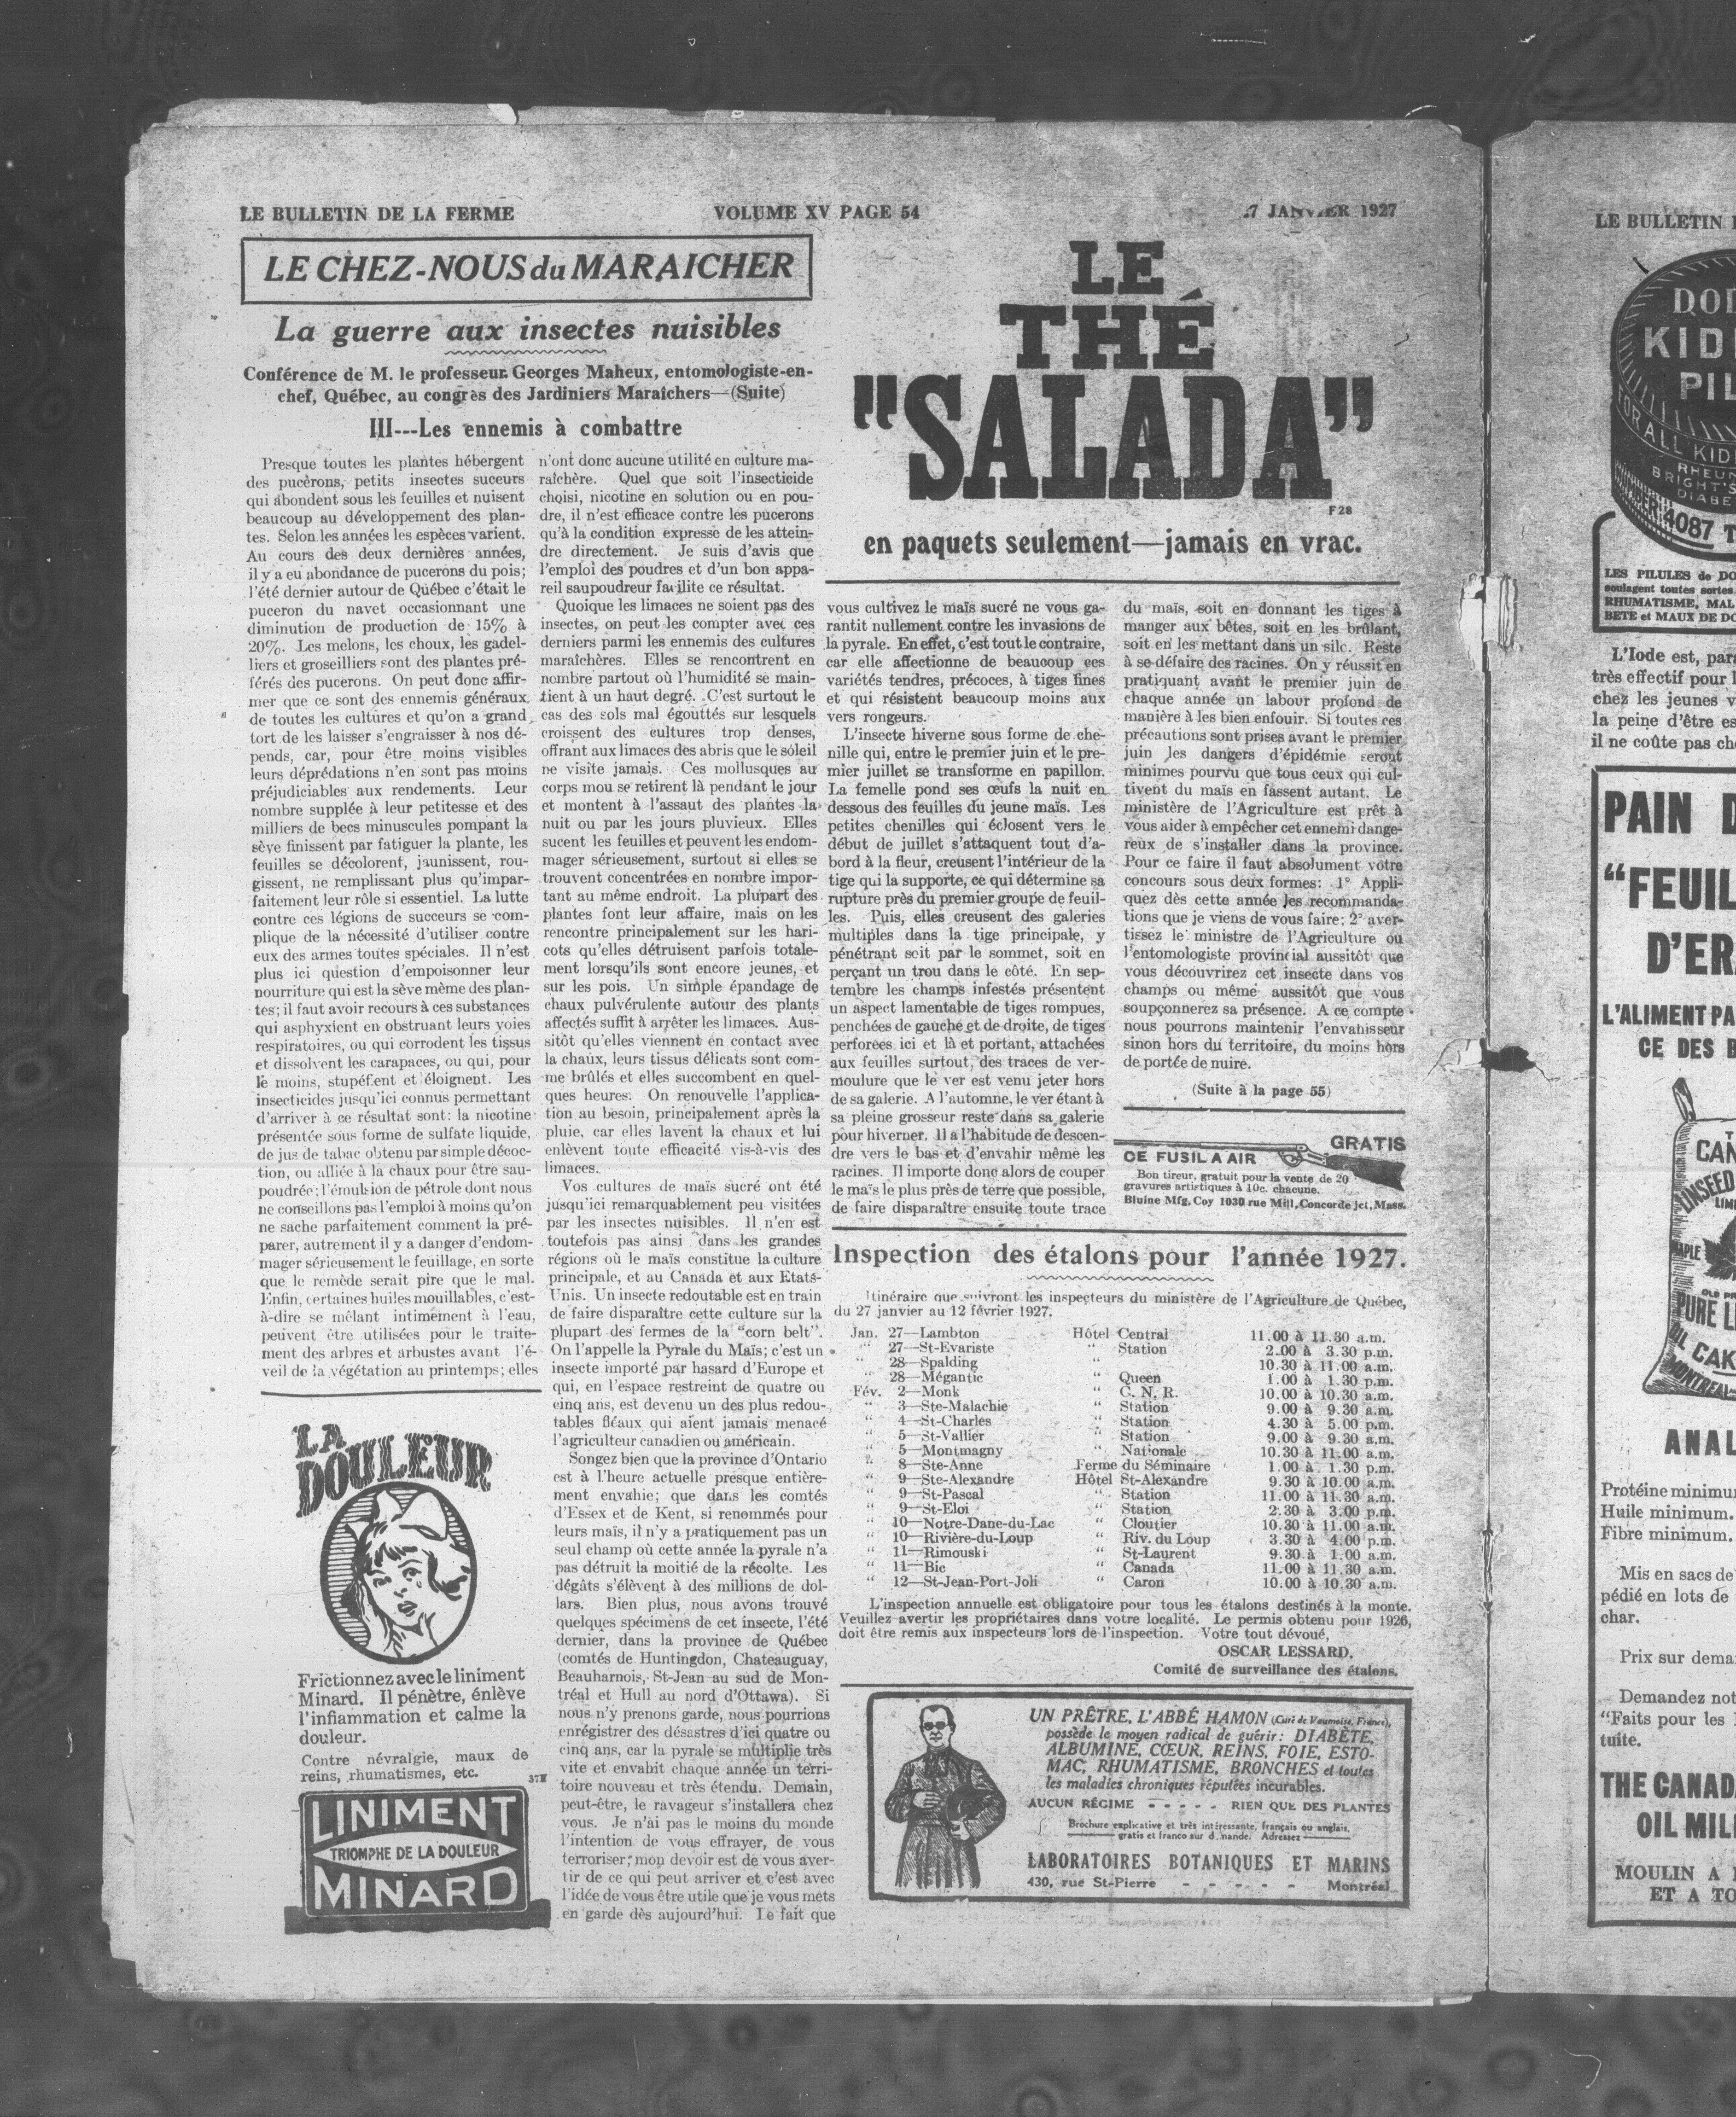 LE BULLETIN DE LA FERME
VOLUME XV PAGE 54
7 JANVIER 1927
LE CHEZ-NOUS du MARAICHER
La guerre aux insectes nuisibles
Conférence de M. le professeur Georges Maheux, entomologiste-en-
chef, Québec, au congrès des Jardiniers Maraîchers—(Suite)
III---Les ennemis à combattre
Presque toutes les plantes hébergent
des pucerons, petits insectes suceurs
qui abondent sous les feuilles et nuisent
beaucoup au développement des plan-
tes. Selon les années les espèces varient.
Au cours des deux dernières années,
il y a eu abondance de pucerons du pois;
l'été dernier autour de Québec c'était le
puceron du navet occasionnant une
diminution de production de 15% à
20%. Les melons, les choux, les gadel-
liers et groseilliers sont des plantes pré-
férés des pucerons. On peut donc affir-
mer que ce sont des ennemis généraux
de toutes les cultures et qu'on a grand
tort de les laisser s'engraisser à nos dé-
pends, car, pour être moins visibles
leurs déprédations n'en sont pas moins
préjudiciables aux rendements. Leur
nombre supplée à leur petitesse et des
milliers de becs minuscules pompant la
sève finissent par fatiguer la plante, les
feuilles se décolorent, jaunissent, rou-
gissent, ne remplissant plus qu'impar-
faitement leur rôle si essentiel. La lutte
contre ces légions de succeurs se com-
plique de la nécessité d'utiliser contre
eux des armes toutes spéciales. Il n'est
plus ici question d'empoisonner leur
nourriture qui est la sève même des plan-
tes; il faut avoir recours à ces substances
qui asphyxient en obstruant leurs voies
respiratoires, ou qui corrodent les tissus
et dissolvent les carapaces, ou qui, pour
le moins, stupéfient et éloignent. Les
insecticides jusqu'ici connus permettant
d'arriver à ce résultat sont: la nicotine
présentée sous forme de sulfate liquide,
de jus de tabac obtenu par simple décoc-
tion, ou alliée à la chaux pour être sau-
poudrée; l'émulsion de pétrole dont nous
ne conseillons pas l'emploi à moins qu'on
ne sache parfaitement comment la pré-
parer, autrement il y a danger d'endom-
mager sérieusement le feuillage, en sorte
que le remède serait pire que le mal.
Enfin, certaines huiles mouillables, c'est-
à-dire se mêlant intimement à l'eau,
peuvent être utilisées pour le traite-
ment des arbres et arbustes avant l'é-
veil de la végétation au printemps; elles
LA
DOULEUR
Frictionnez avec le liniment
Minard. Il pénètre, énlève
l'infiammation et calme la
douleur.
Contre névralgie, maux de
reins, rhumatismes, etc.
LINIMENT
TRIOMPHE DE LA DOULEUR
MINARD
n'ont donc aucune utilité en culture ma-
raîchère. Quel que soit l'insecticide
choisi, nicotine en solution ou en pou-
dre, il n'est efficace contre les pucerons
qu'à la condition expresse de les attein-
dre directement. Je suis d'avis que
l'emploi des poudres et d'un bon appa-
reil saupoudreur facilite ce résultat.
Quoique les limaces ne soient pas des
insectes, on peut les compter avec ces
derniers parmi les ennemis des cultures
maraîchères. Elles se rencontrent en
nombre partout où l'humidité se main-
tient à un haut degré. C'est surtout le
cas des sols mal égouttés sur lesquels
croissent des cultures trop denses,
offrant aux limaces des abris que le soleil
ne visite jamais. Ces mollusques au
corps mou se retirent là pendant le jour
et montent à l'assaut des plantes la
nuit ou par les jours pluvieux. Elles
sucent les feuilles et peuvent les endom-
mager sérieusement, surtout si elles se
trouvent concentrées en nombre impor-
tant au même endroit. La plupart des
plantes font leur affaire, mais on les
rencontre principalement sur les hari-
cots qu'elles détruisent parfois totale-
ment lorsqu'ils sont encore jeunes, et
sur les pois. Un simple épandage de
chaux pulvérulente autour des plants
affectés suffit à arrêter les limaces. Aus-
sitôt qu'elles viennent en contact avec
la chaux, leurs tissus délicats sont com-
me brûlés et elles succombent en quel-
ques heures. On renouvelle l'applica-
tion au besoin, principalement après la
pluie, car elles lavent la chaux et lui
enlèvent toute efficacité vis-à-vis des
limaces.
Vos cultures de maïs sucré ont été
jusqu'ici remarquablement peu visitées
par les insectes nuisibles. Il n'en est
toutefois pas ainsi dans les grandes
régions où le maïs constitue la culture
principale, et au Canada et aux Etats-
Unis. Un insecte redoutable est en train
de faire disparaître cette culture sur la
plupart des fermes de la "corn belt".
On l'appelle la Pyrale du Maïs; c'est un
insecte importé par hasard d'Europe et
qui, en l'espace restreint de quatre ou
cinq ans, est devenu un des plus redou-
tables fléaux qui aient jamais menacé
l'agriculteur canadien ou américain.
Songez bien que la province d'Ontario
est à l'heure actuelle presque entière-
ment envahie; que dans les comtés
d'Essex et de Kent, si renommés pour
leurs maïs, il n'y a pratiquement pas un
seul champ où cette année la pyrale n'a
pas détruit la moitié de la récolte. Les
dégâts s'élèvent à des millions de dol-
lars. Bien plus, nous avons trouvé
quelques spécimens de cet insecte, l'été
dernier, dans la province de Québec
(comtés de Huntingdon, Chateauguay,
Beauharnois, St-Jean au sud de Mon-
tréal et Hull au nord d'Ottawa). Si
nous n'y prenons garde, nous pourrions
enrégistrer des désastres d'ici quatre ou
cinq ans, car la pyrale se multiplie très
vite et envahit chaque année un terri-
toire nouveau et très étendu. Demain,
peut-être, le ravageur s'installera chez
vous. Je n'ai pas le moins du monde
l'intention de vous effrayer, de vous
terroriser; mon devoir est de vous aver-
tir de ce qui peut arriver et c'est avec
l'idée de vous être utile que je vous mets
en garde dès aujourd'hui. Le fait que
LE
THÉ
"SALADA"
F28
en paquets seulement—jamais en vrac.
vous cultivez le maïs sucré ne vous ga-
rantit nullement contre les invasions de
la pyrale. En effet, c'est tout le contraire,
car elle affectionne de beaucoup ces
variétés tendres, précoces, à tiges fines
et qui résistent beaucoup moins aux
vers rongeurs.
L'insecte hiverne sous forme de che-
nille qui, entre le premier juin et le pre-
mier juillet se transforme en papillon.
La femelle pond ses œufs la nuit en
dessous des feuilles du jeune maïs. Les
petites chenilles qui éclosent vers le
début de juillet s'attaquent tout d'a-
bord à la fleur, creusent l'intérieur de la
tige qui la supporte, ce qui détermine sa
rupture près du premier groupe de feuil-
les. Puis, elles creusent des galeries
multiples dans la tige principale, y
pénétrant soit par le sommet, soit en
perçant un trou dans le côté. En sep-
tembre les champs infestés présentent
un aspect lamentable de tiges rompues,
penchées de gauche et de droite, de tiges
perforées ici et là et portant, attachées
aux feuilles surtout, des traces de ver-
moulure que le ver est venu jeter hors
de sa galerie. A l'automne, le ver étant à
sa pleine grosseur reste dans sa galerie
pour hiverner. Il a l'habitude de descen-
dre vers le bas et d'envahir même les
racines. Il importe donc alors de couper
le maïs le plus près de terre que possible,
de faire disparaître ensuite toute trace
du maïs, soit en donnant les tiges à
manger aux bêtes, soit en les brûlant,
soit en les mettant dans un silo. Reste
à se défaire des racines. On y réussit en
pratiquant avant le premier juin de
chaque année un labour profond de
manière à les bien enfouir. Si toutes ces
précautions sont prises avant le premier
juin les dangers d'épidémie seront
minimes pourvu que tous ceux qui cul-
tivent du maïs en fassent autant. Le
ministère de l'Agriculture est prêt à
vous aider à empêcher cet ennemi dange-
reux de s'installer dans la province.
Pour ce faire il faut absolument votre
concours sous deux formes: 1° Appli-
quez dès cette année les recommanda-
tions que je viens de vous faire; 2° aver-
tissez le ministre de l'Agriculture ou
l'entomologiste provincial aussitôt que
vous découvrirez cet insecte dans vos
champs ou même aussitôt que vous
soupçonnerez sa présence. A ce compte
nous pourrons maintenir l'envahisseur
sinon hors du territoire, du moins hors
de portée de nuire.
(Suite à la page 55)
GRATIS
CE FUSIL A AIR
Bon tireur, gratuit pour la vente de 20
gravures artistiques à 10c. chacune.
Bluine Mfg. Coy 1030 rue Mill, Concorde jct, Mass.
Inspection des étalons pour l'année 1927.
Itinéraire que suivront les inspecteurs du ministère de l'Agriculture de Québec,
du 27 janvier au 12 février 1927.
Jan. 27—Lambton Hôtel Central 11.00 à 11.30 a.m.
" 27—St-Evariste " Station 2.00 à 3.30 p.m.
" 28—Spalding " 10.30 à 11.00 a.m.
" 28—Mégantic " Queen 1.00 à 1.30 p.m.
Fév. 2—Monk " C. N. R. 10.00 à 10.30 a.m.
" 3—Ste-Malachie " Station 9.00 à 9.30 a.m.
" 4—St-Charles " Station 4.30 à 5.00 p.m.
" 5—St-Vallier " Station 9.00 à 9.30 a.m.
" 5—Montmagny " Nationale 10.30 à 11.00 a.m.
" 8—Ste-Anne Ferme du Séminaire 1.00 à 1.30 p.m.
" 9—Ste-Alexandre Hôtel St-Alexandre 9.30 à 10.00 a.m.
" 9—St-Pascal " Station 11.00 à 11.30 a.m.
" 9—St-Eloi " Station 2.30 à 3.00 p.m.
" 10—Notre-Dane-du-Lac " Cloutier 10.30 à 11.00 a.m.
" 10—Rivière-du-Loup " Riv. du Loup 3.30 à 4.00 p.m.
" 11—Rimouski " St-Laurent 9.30 à 1.00 a.m.
" 11—Bic " Canada 11.00 à 11.30 a.m.
" 12—St-Jean-Port-Joli " Caron 10.00 à 10.30 a.m.
L'inspection annuelle est obligatoire pour tous les étalons destinés à la monte.
Veuillez avertir les propriétaires dans votre localité. Le permis obtenu pour 1926,
doit être remis aux inspecteurs lors de l'inspection. Votre tout dévoué,
OSCAR LESSARD.
Comité de surveillance des étalons.
UN PRÊTRE, L'ABBÉ HAMON (Curé de Vaumoise, France),
possède le moyen radical de guérir: DIABÈTE,
ALBUMINE, CŒUR, REINS, FOIE, ESTO-
MAC, RHUMATISME, BRONCHES et toutes
les maladies chroniques réputées incurables.
AUCUN RÉGIME - - - - - RIEN QUE DES PLANTES
Brochure explicative et très intéressante, français ou anglais,
gratis et franco sur demande. Adressez
LABORATOIRES BOTANIQUES ET MARINS
430, rue St-Pierre - - - - - Montréal
LE BULLETIN
DOD
KID
PIL
FOR ALL KID
RHEUM
BRIGHT'S
DIABE
4087
LES PILULES de DO
soulagent toutes sortes
RHUMATISME, MAL
BETE et MAUX DE DO
L'Iode est, par
très effectif pour l
chez les jeunes v
la peine d'être es
il ne coûte pas ch
PAIN D
"FEUIL
D'ER
L'ALIMENT PA
CE DES B
CAN
LINSEED
MAPLE
PURE L
OIL CAK
MONTREAL
ANAL
Protéine minimu
Huile minimum.
Fibre minimum.
Mis en sacs de
pédié en lots de
char.
Prix sur dema
Demandez not
"Faits pour les
tuite.
THE CANADA
OIL MIL
MOULIN A
ET A TO